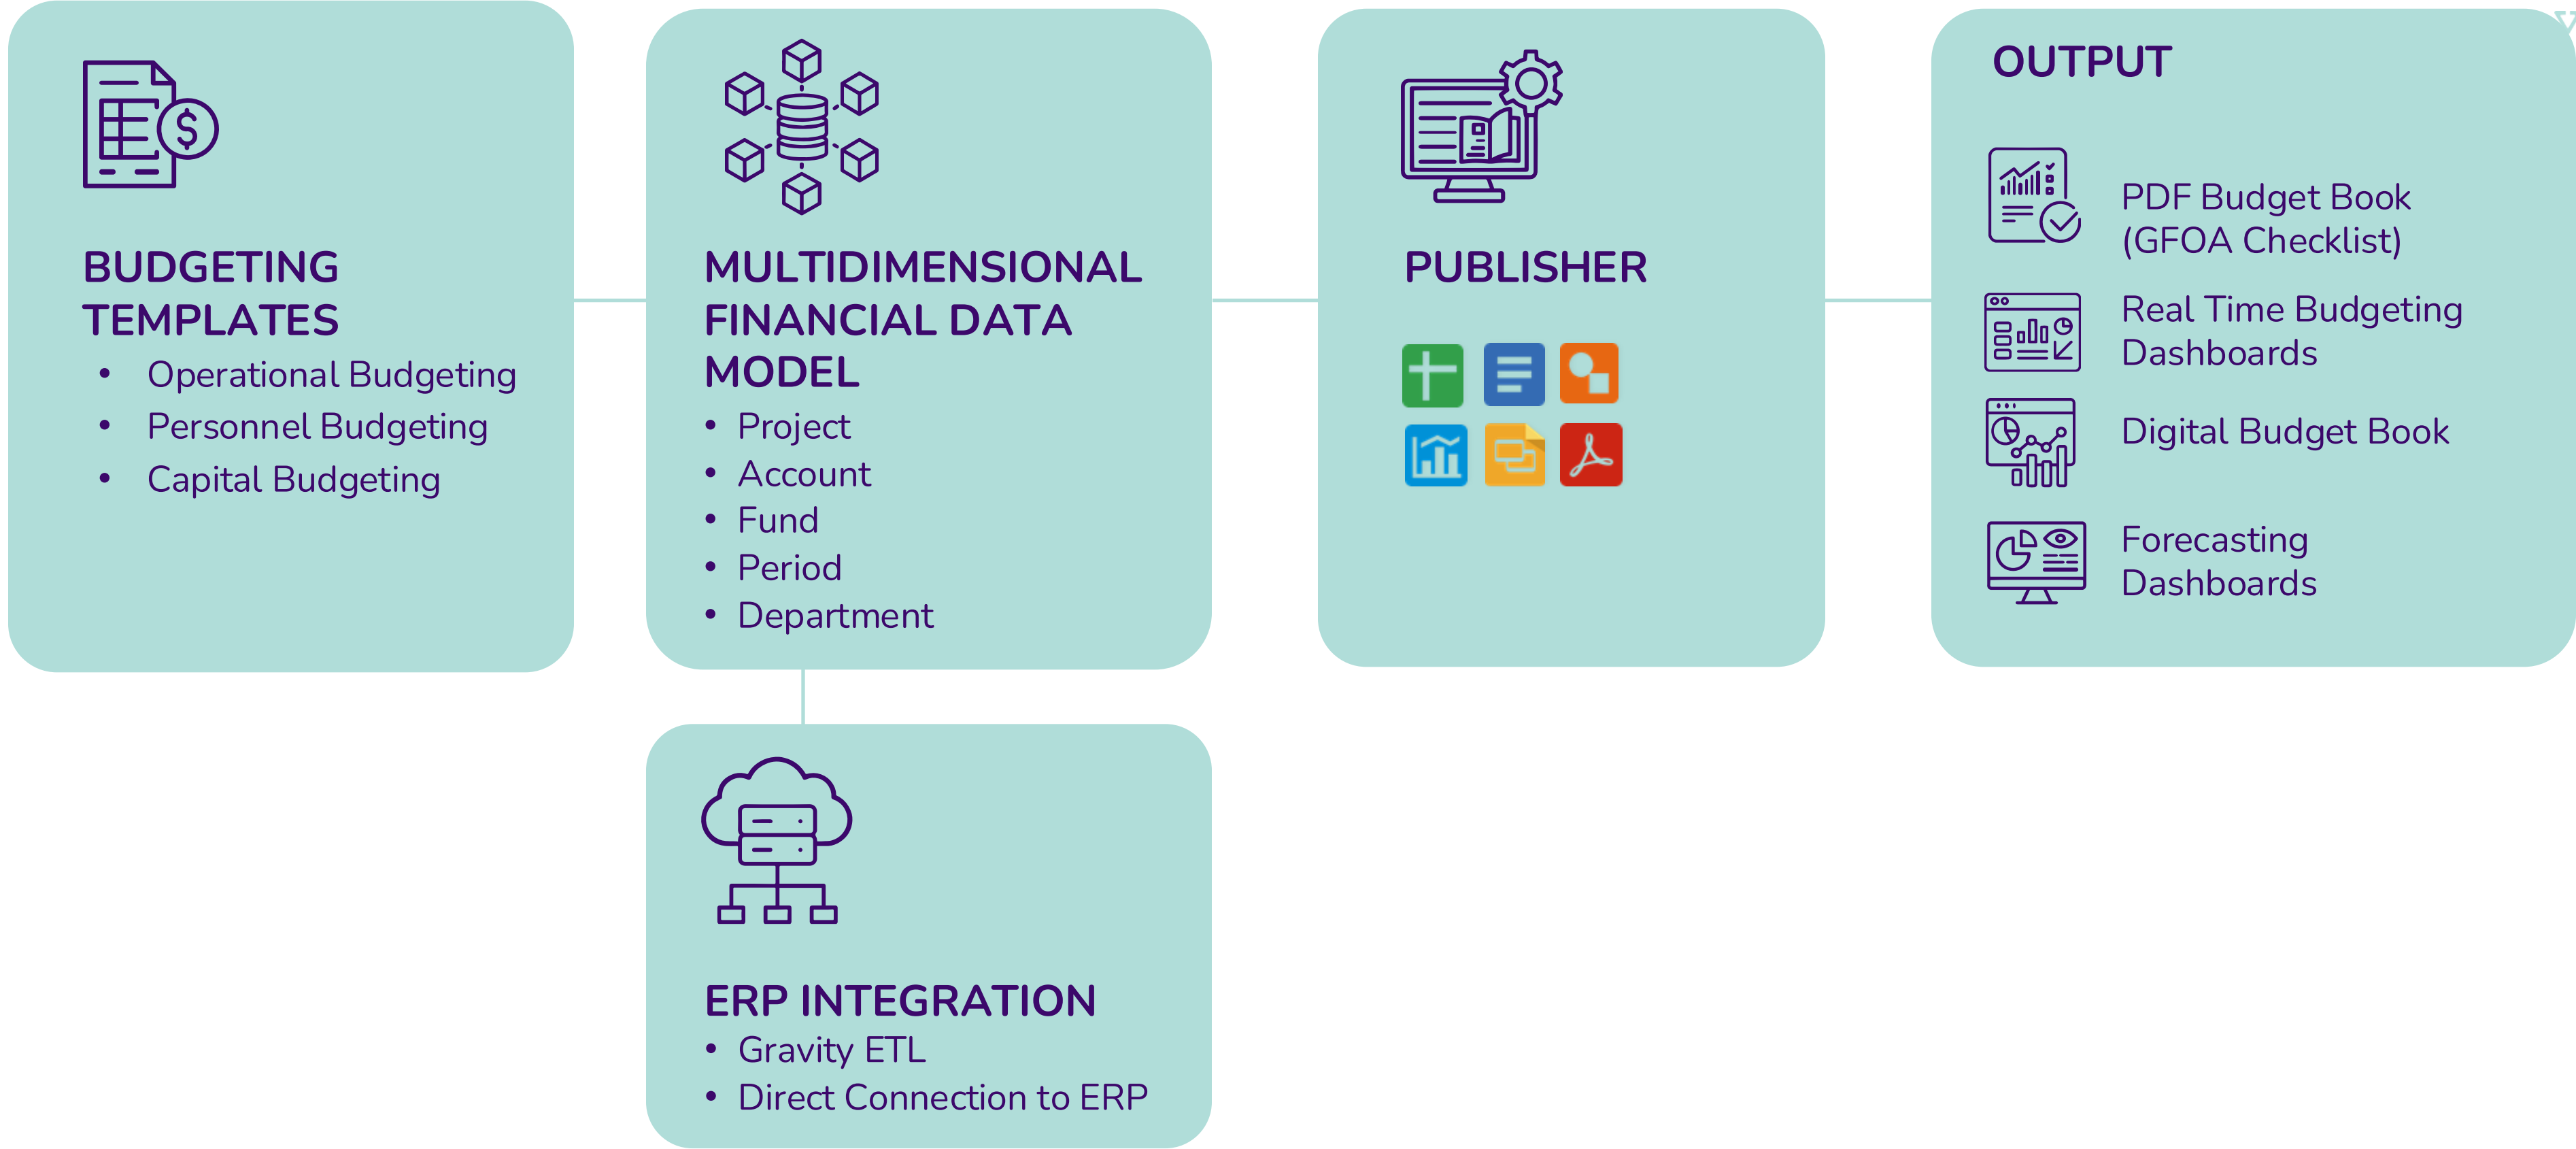 BUDGETING
TEMPLATES
• Operational Budgeting
• Personnel Budgeting
• Capital Budgeting
MULTIDIMENSIONAL
FINANCIAL DATA
MODEL
• Project
• Account
• Fund
• Period
• Department
PUBLISHER
OUTPUT
PDF Budget Book
(GFOA Checklist)
Real Time Budgeting
Dashboards
Digital Budget Book
Forecasting
Dashboards
ERP INTEGRATION
• Gravity ETL
• Direct Connection to ERP